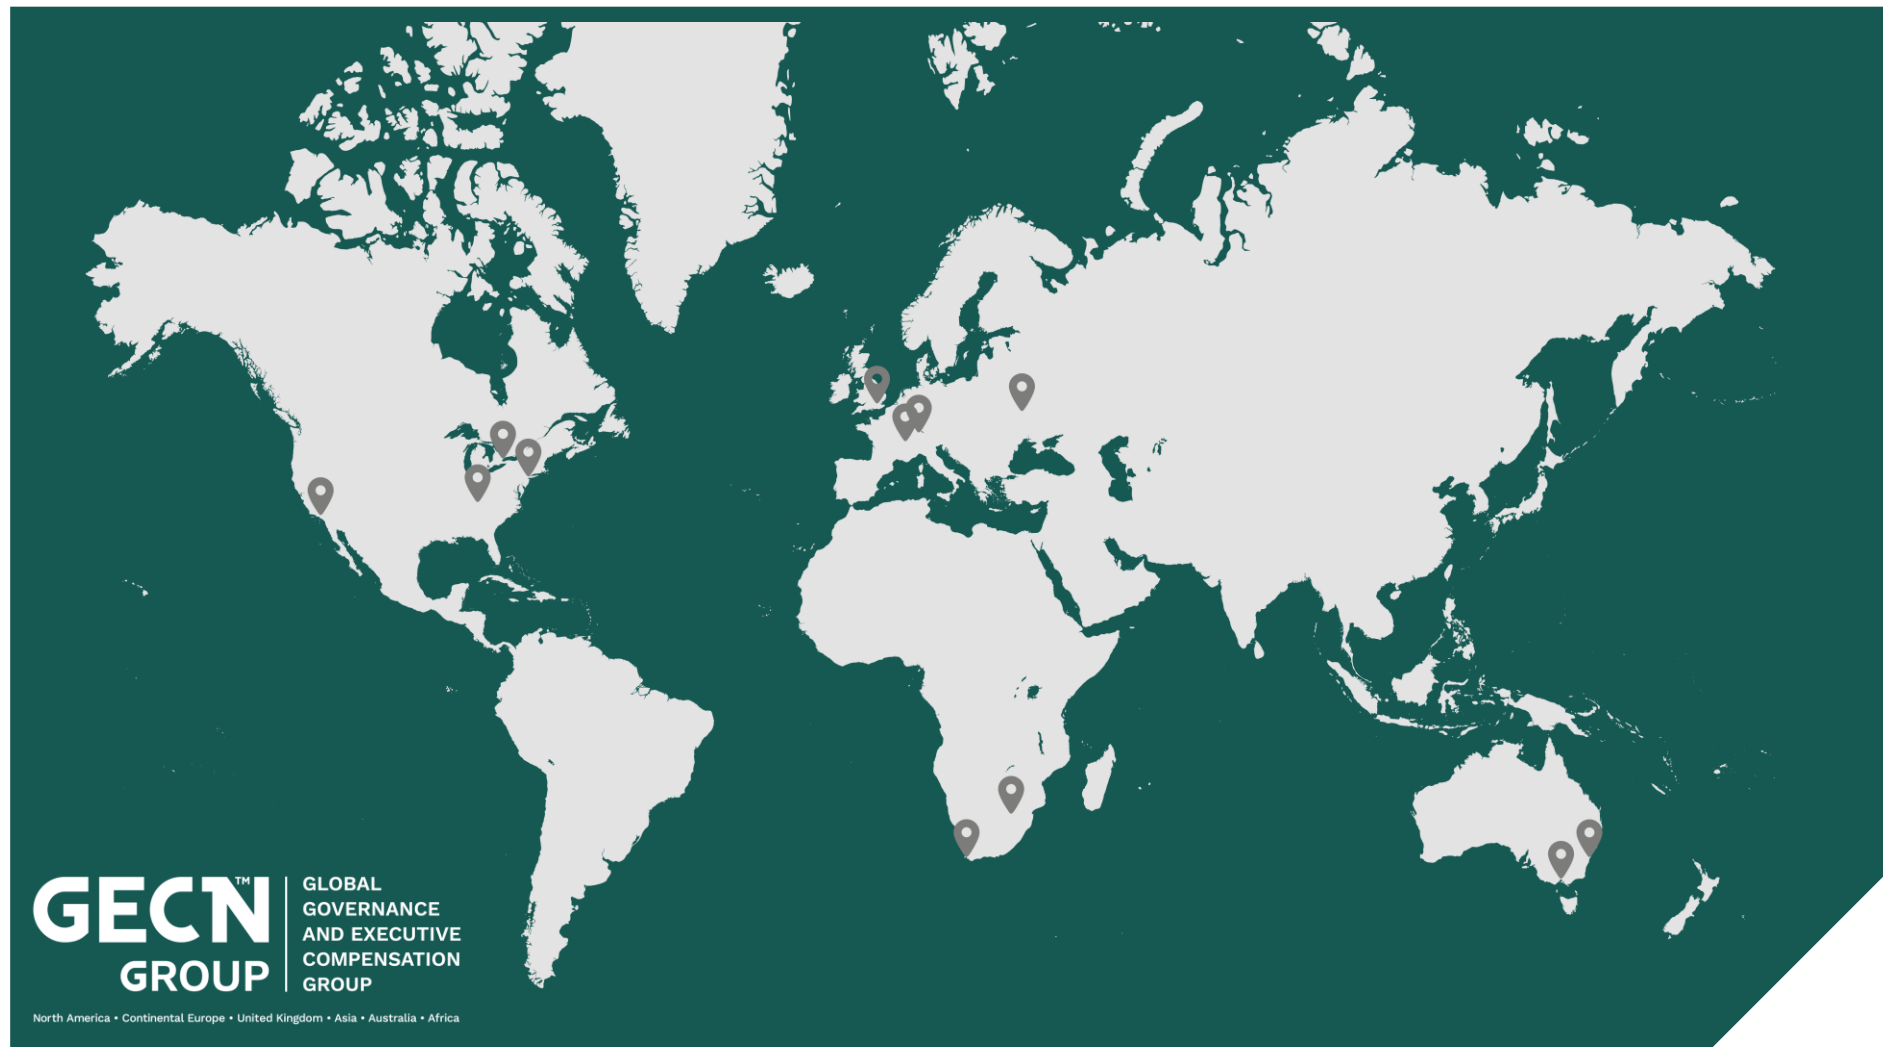 GECN™
GROUP
GLOBAL
GOVERNANCE
AND EXECUTIVE
COMPENSATION
GROUP
North America • Continental Europe • United Kingdom • Asia • Australia • Africa